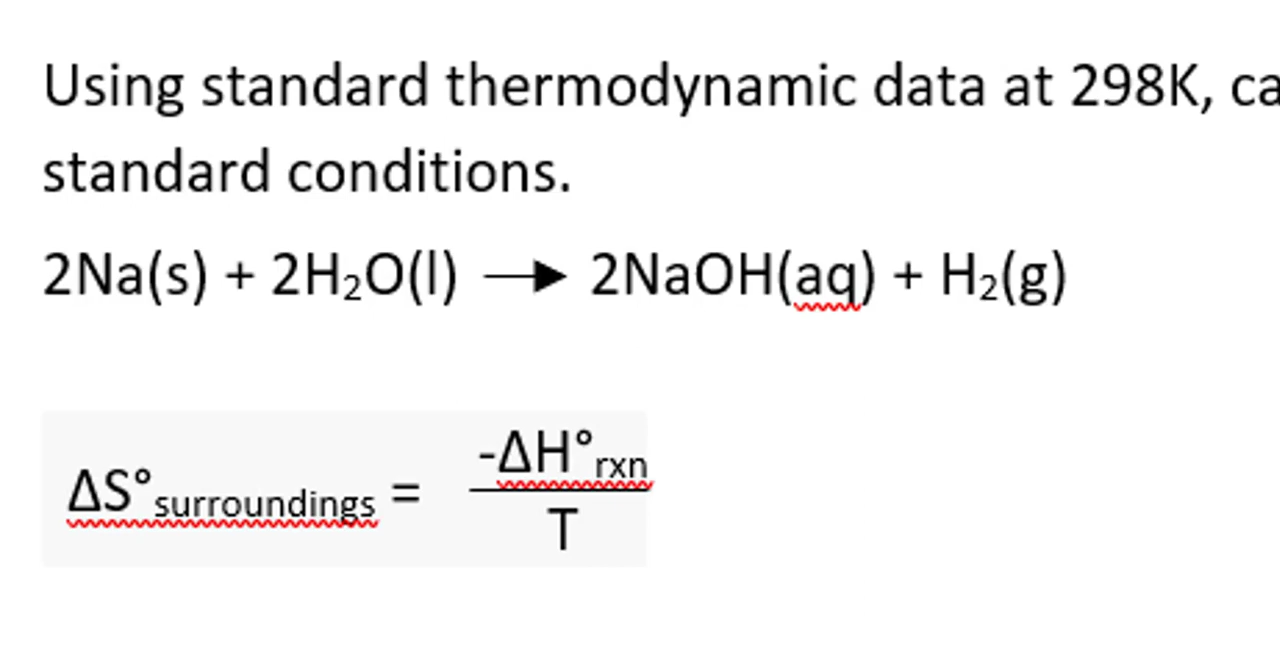 Using standard thermodynamic data at 298K, ca
standard conditions.
2Na(s) + 2H₂O(l) ⟶ 2NaOH(aq) + H₂(g)
ΔS°surroundings = -ΔH°rxn
T